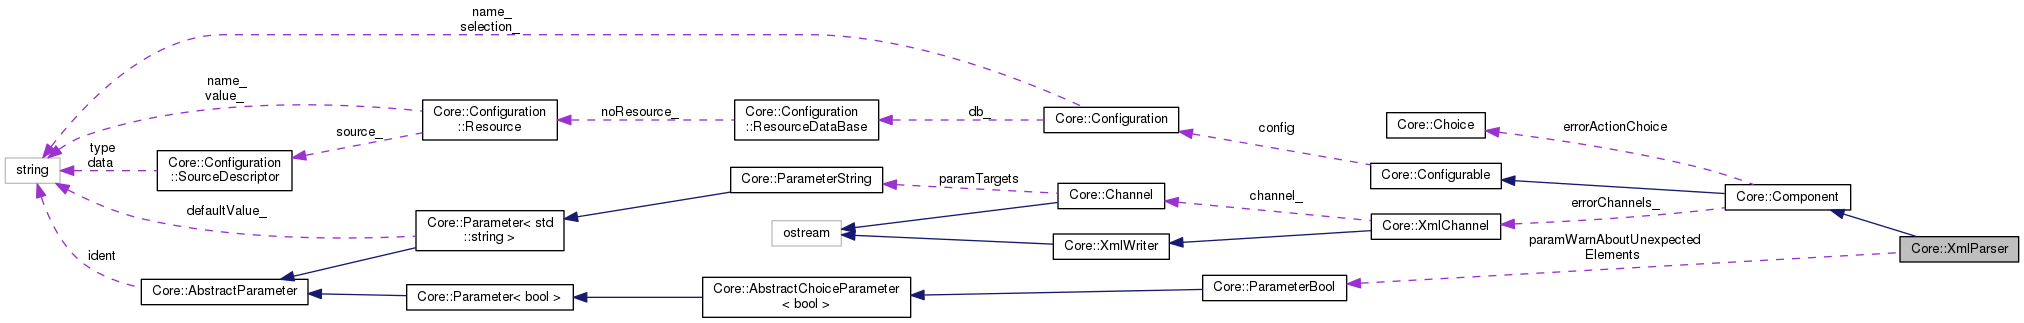 name_
selection_
name_
value_
Core::Configuration
::Resource
noResource_
Core::Configuration
::ResourceDataBase
db_
Core::Configuration
config
Core::Choice
errorActionChoice
source_
type
data
string
Core::Configuration
::SourceDescriptor
Core::ParameterString
paramTargets
Core::Channel
channel_
Core::Configurable
Core::Component
errorChannels_
defaultValue_
Core::Parameter< std
::string >
ostream
Core::XmlWriter
Core::XmlChannel
paramWarnAboutUnexpected
Elements
Core::XmlParser
ident
Core::AbstractParameter
Core::Parameter< bool >
Core::AbstractChoiceParameter
< bool >
Core::ParameterBool